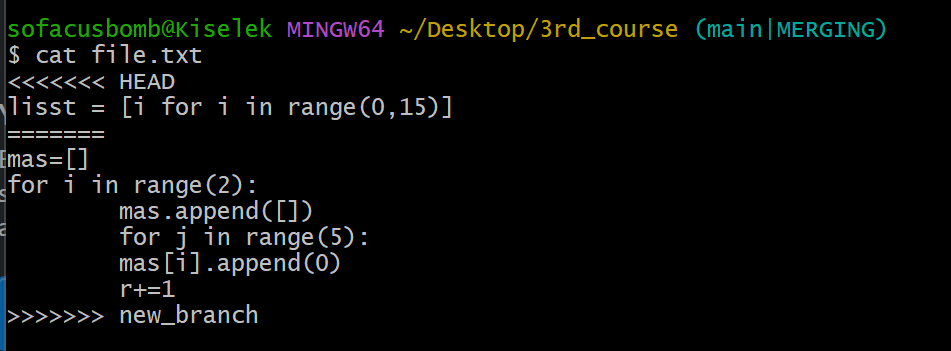 sofacusbomb@Kiselek MINGW64 ~/Desktop/3rd_course (main|MERGING)
$ cat file.txt
<<<<<<< HEAD
lisst = [i for i in range(0,15)]
=======
mas=[]
for i in range(2):
        mas.append([])
        for j in range(5):
        mas[i].append(0)
        r+=1
>>>>>>> new_branch